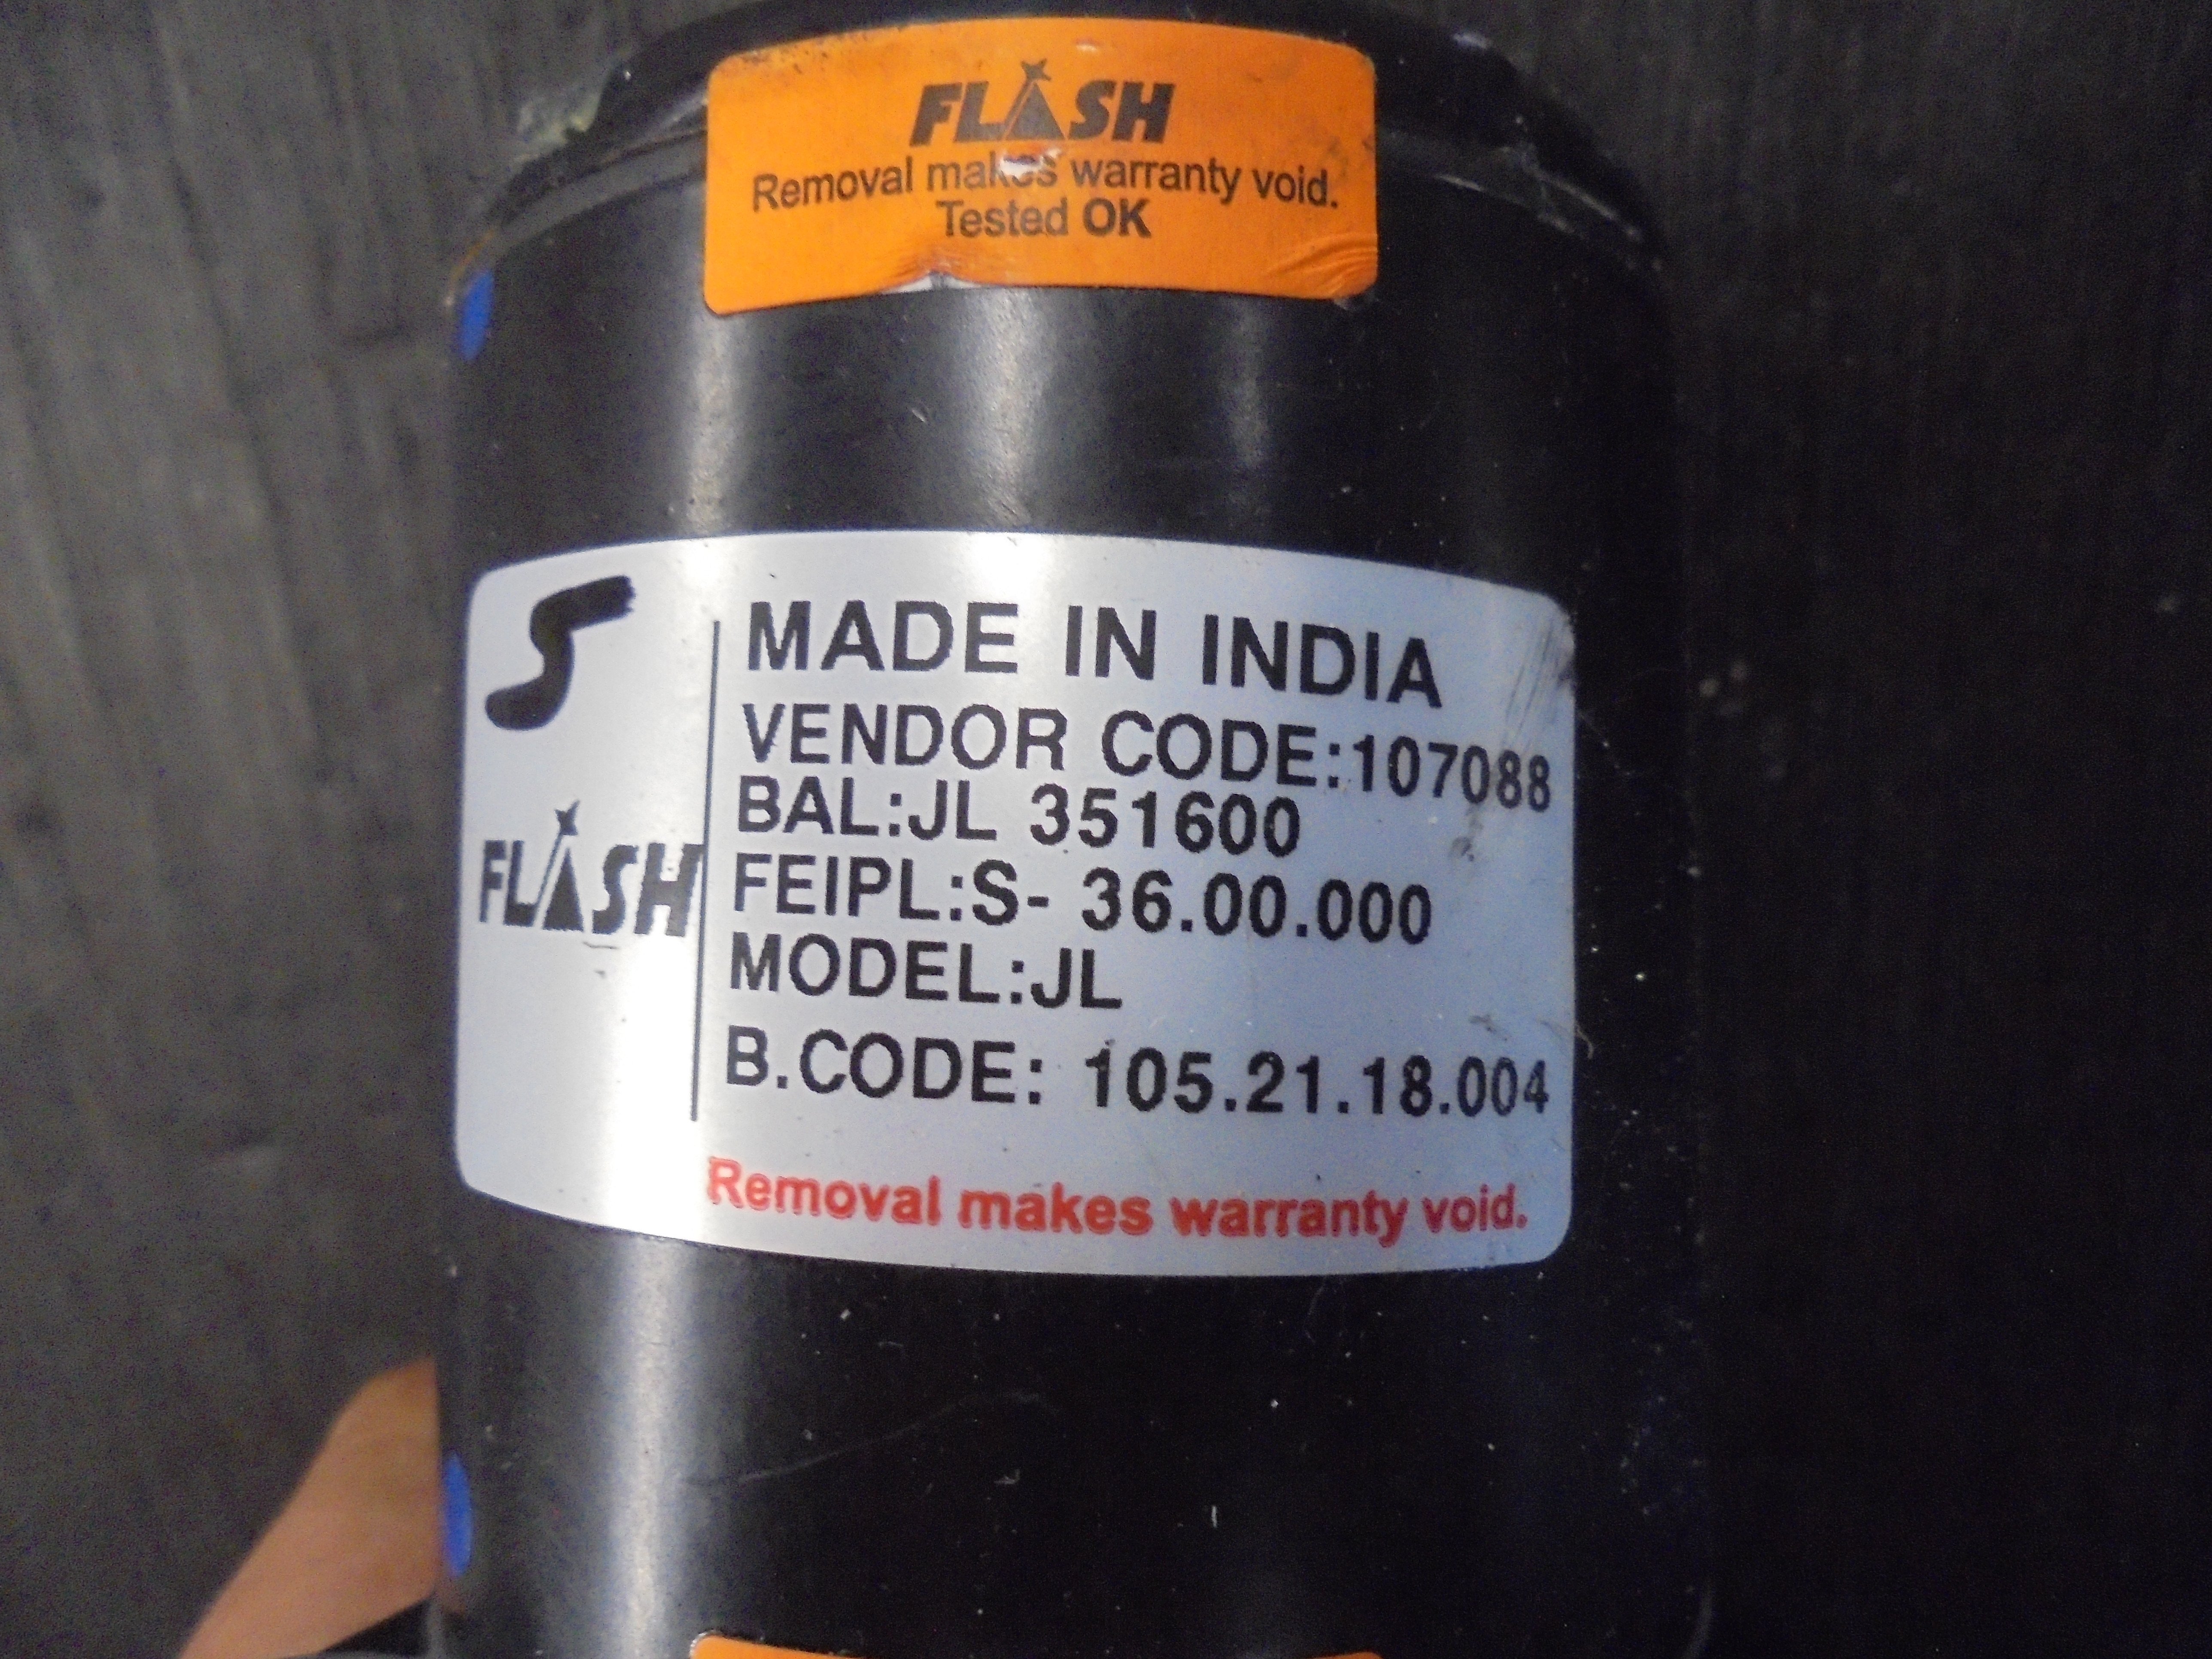 FLASH
Removal makes warranty void.
Tested OK
S
FLASH
MADE IN INDIA
VENDOR CODE:107088
BAL:JL 351600
FEIPL:S- 36.00.000
MODEL:JL
B.CODE: 105.21.18.004
Removal makes warranty void.